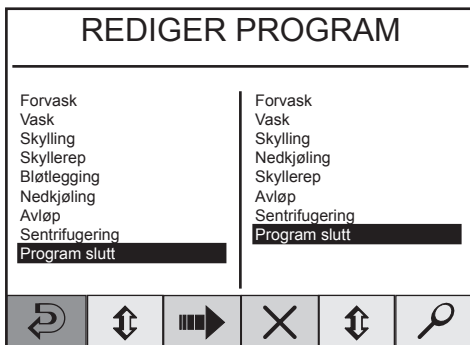 REDIGER PROGRAM
Forvask
Vask
Skylling
Skyllerep
Bløtlegging
Nedkjøling
Avløp
Sentrifugering
Program slutt
Forvask
Vask
Skylling
Nedkjøling
Skyllerep
Avløp
Sentrifugering
Program slutt